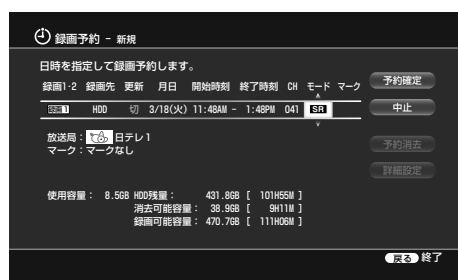 録画予約 - 新規
日時を指定して録画予約します。
録画1･2 録画先 更新 月日 開始時刻 終了時刻 CH モード マーク
録画1 HDD 切 3/18(火) 11:48AM - 1:48PM 041 SR
放送局： 日テレ1
マーク：マークなし
使用容量： 8.5GB HDD残量： 431.8GB [ 101H55M ]
消去可能容量： 38.9GB [ 9H11M ]
録画可能容量： 470.7GB [ 111H06M ]
予約確定
中止
予約消去
詳細設定
戻る 終了